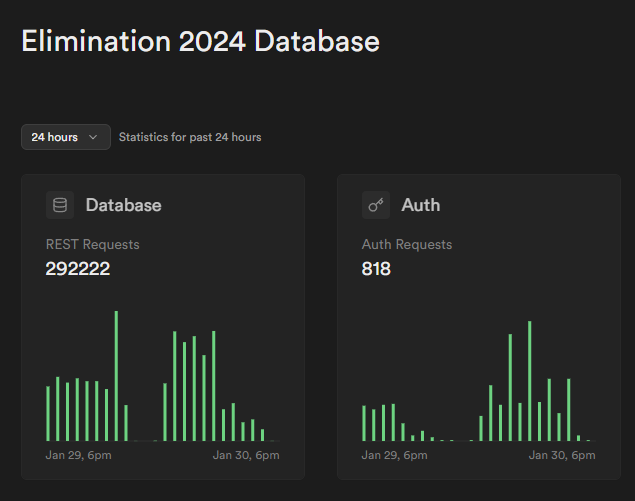 Elimination 2024 Database
24 hours
Statistics for past 24 hours
Database
REST Requests
292222
Jan 29, 6pm
Jan 30, 6pm
Auth
Auth Requests
818
Jan 29, 6pm
Jan 30, 6pm